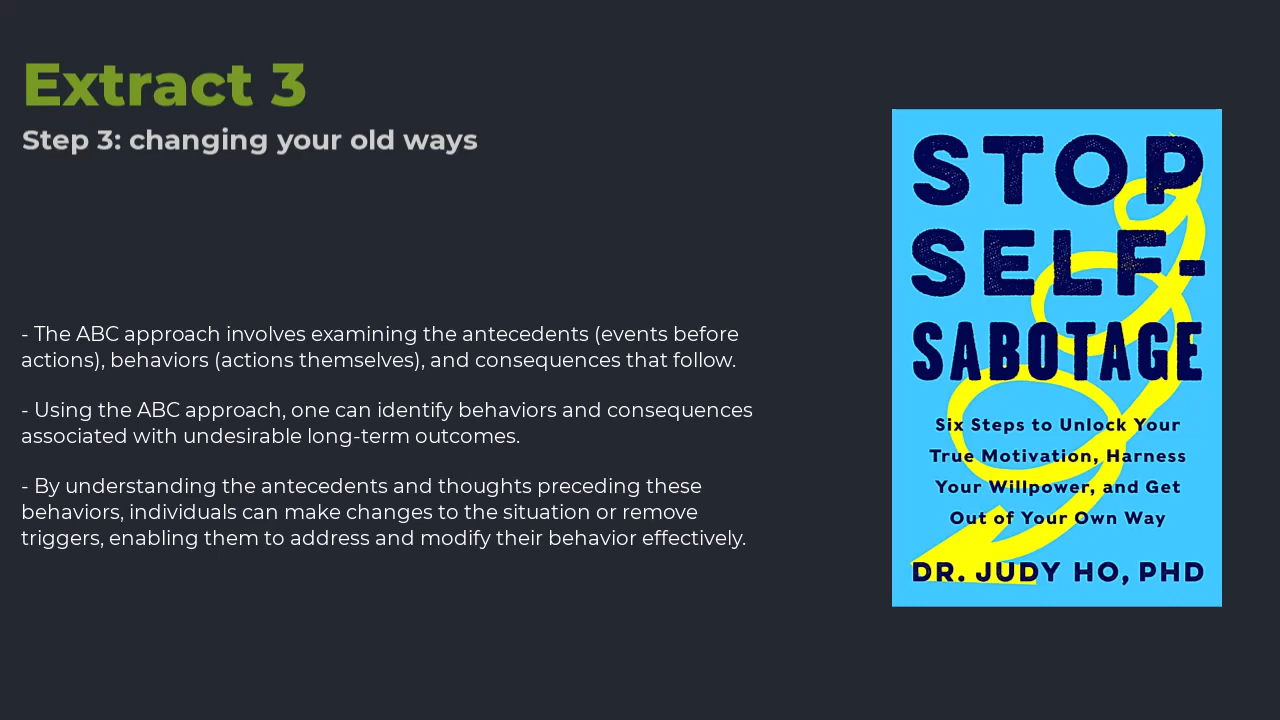 Extract 3
Step 3: changing your old ways
- The ABC approach involves examining the antecedents (events before
actions), behaviors (actions themselves), and consequences that follow.
- Using the ABC approach, one can identify behaviors and consequences
associated with undesirable long-term outcomes.
- By understanding the antecedents and thoughts preceding these
behaviors, individuals can make changes to the situation or remove
triggers, enabling them to address and modify their behavior effectively.
STOP
SELF-
SABOTAGE
Six Steps to Unlock Your
True Motivation, Harness
Your Willpower, and Get
Out of Your Own Way
DR. JUDY HO, PHD